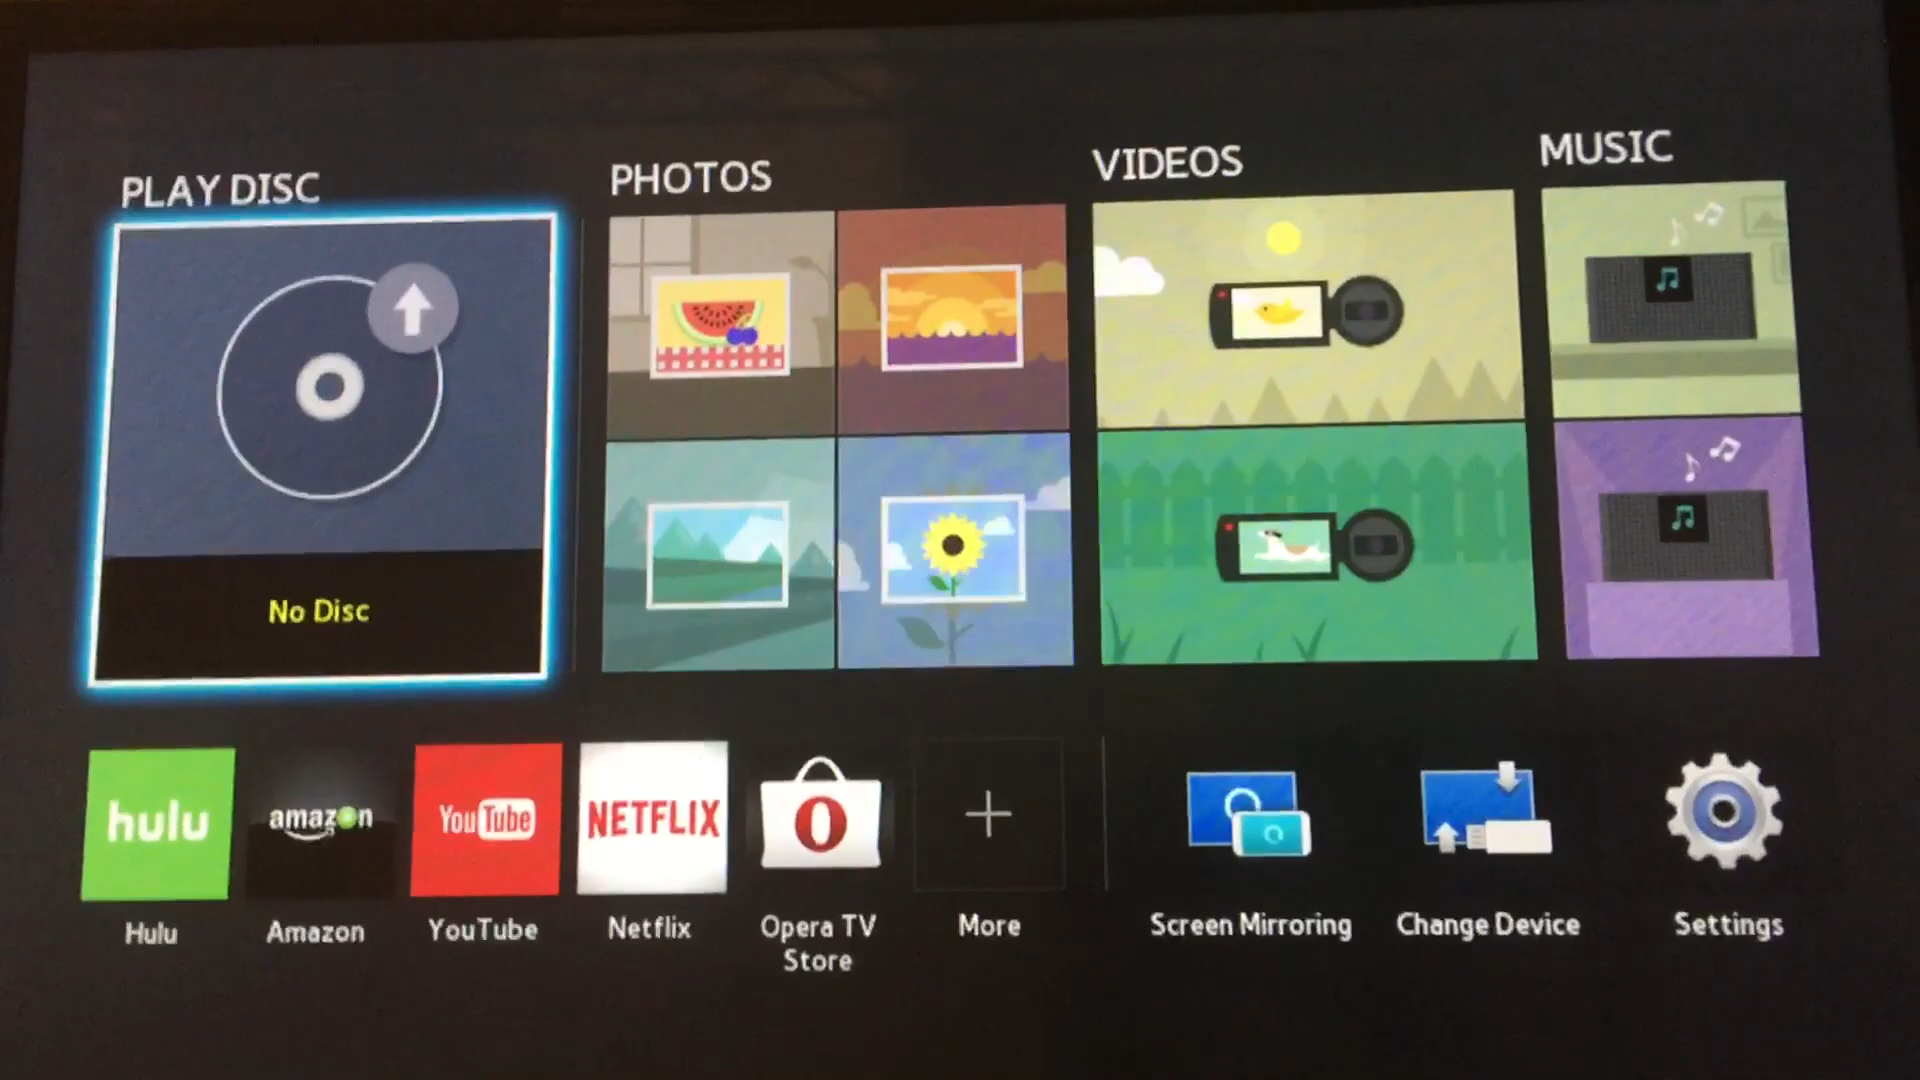 PLAY DISC
PHOTOS
VIDEOS
MUSIC
No Disc
hulu
amazon
YouTube
NETFLIX
Hulu
Amazon
YouTube
Netflix
Opera TV
Store
More
Screen Mirroring
Change Device
Settings